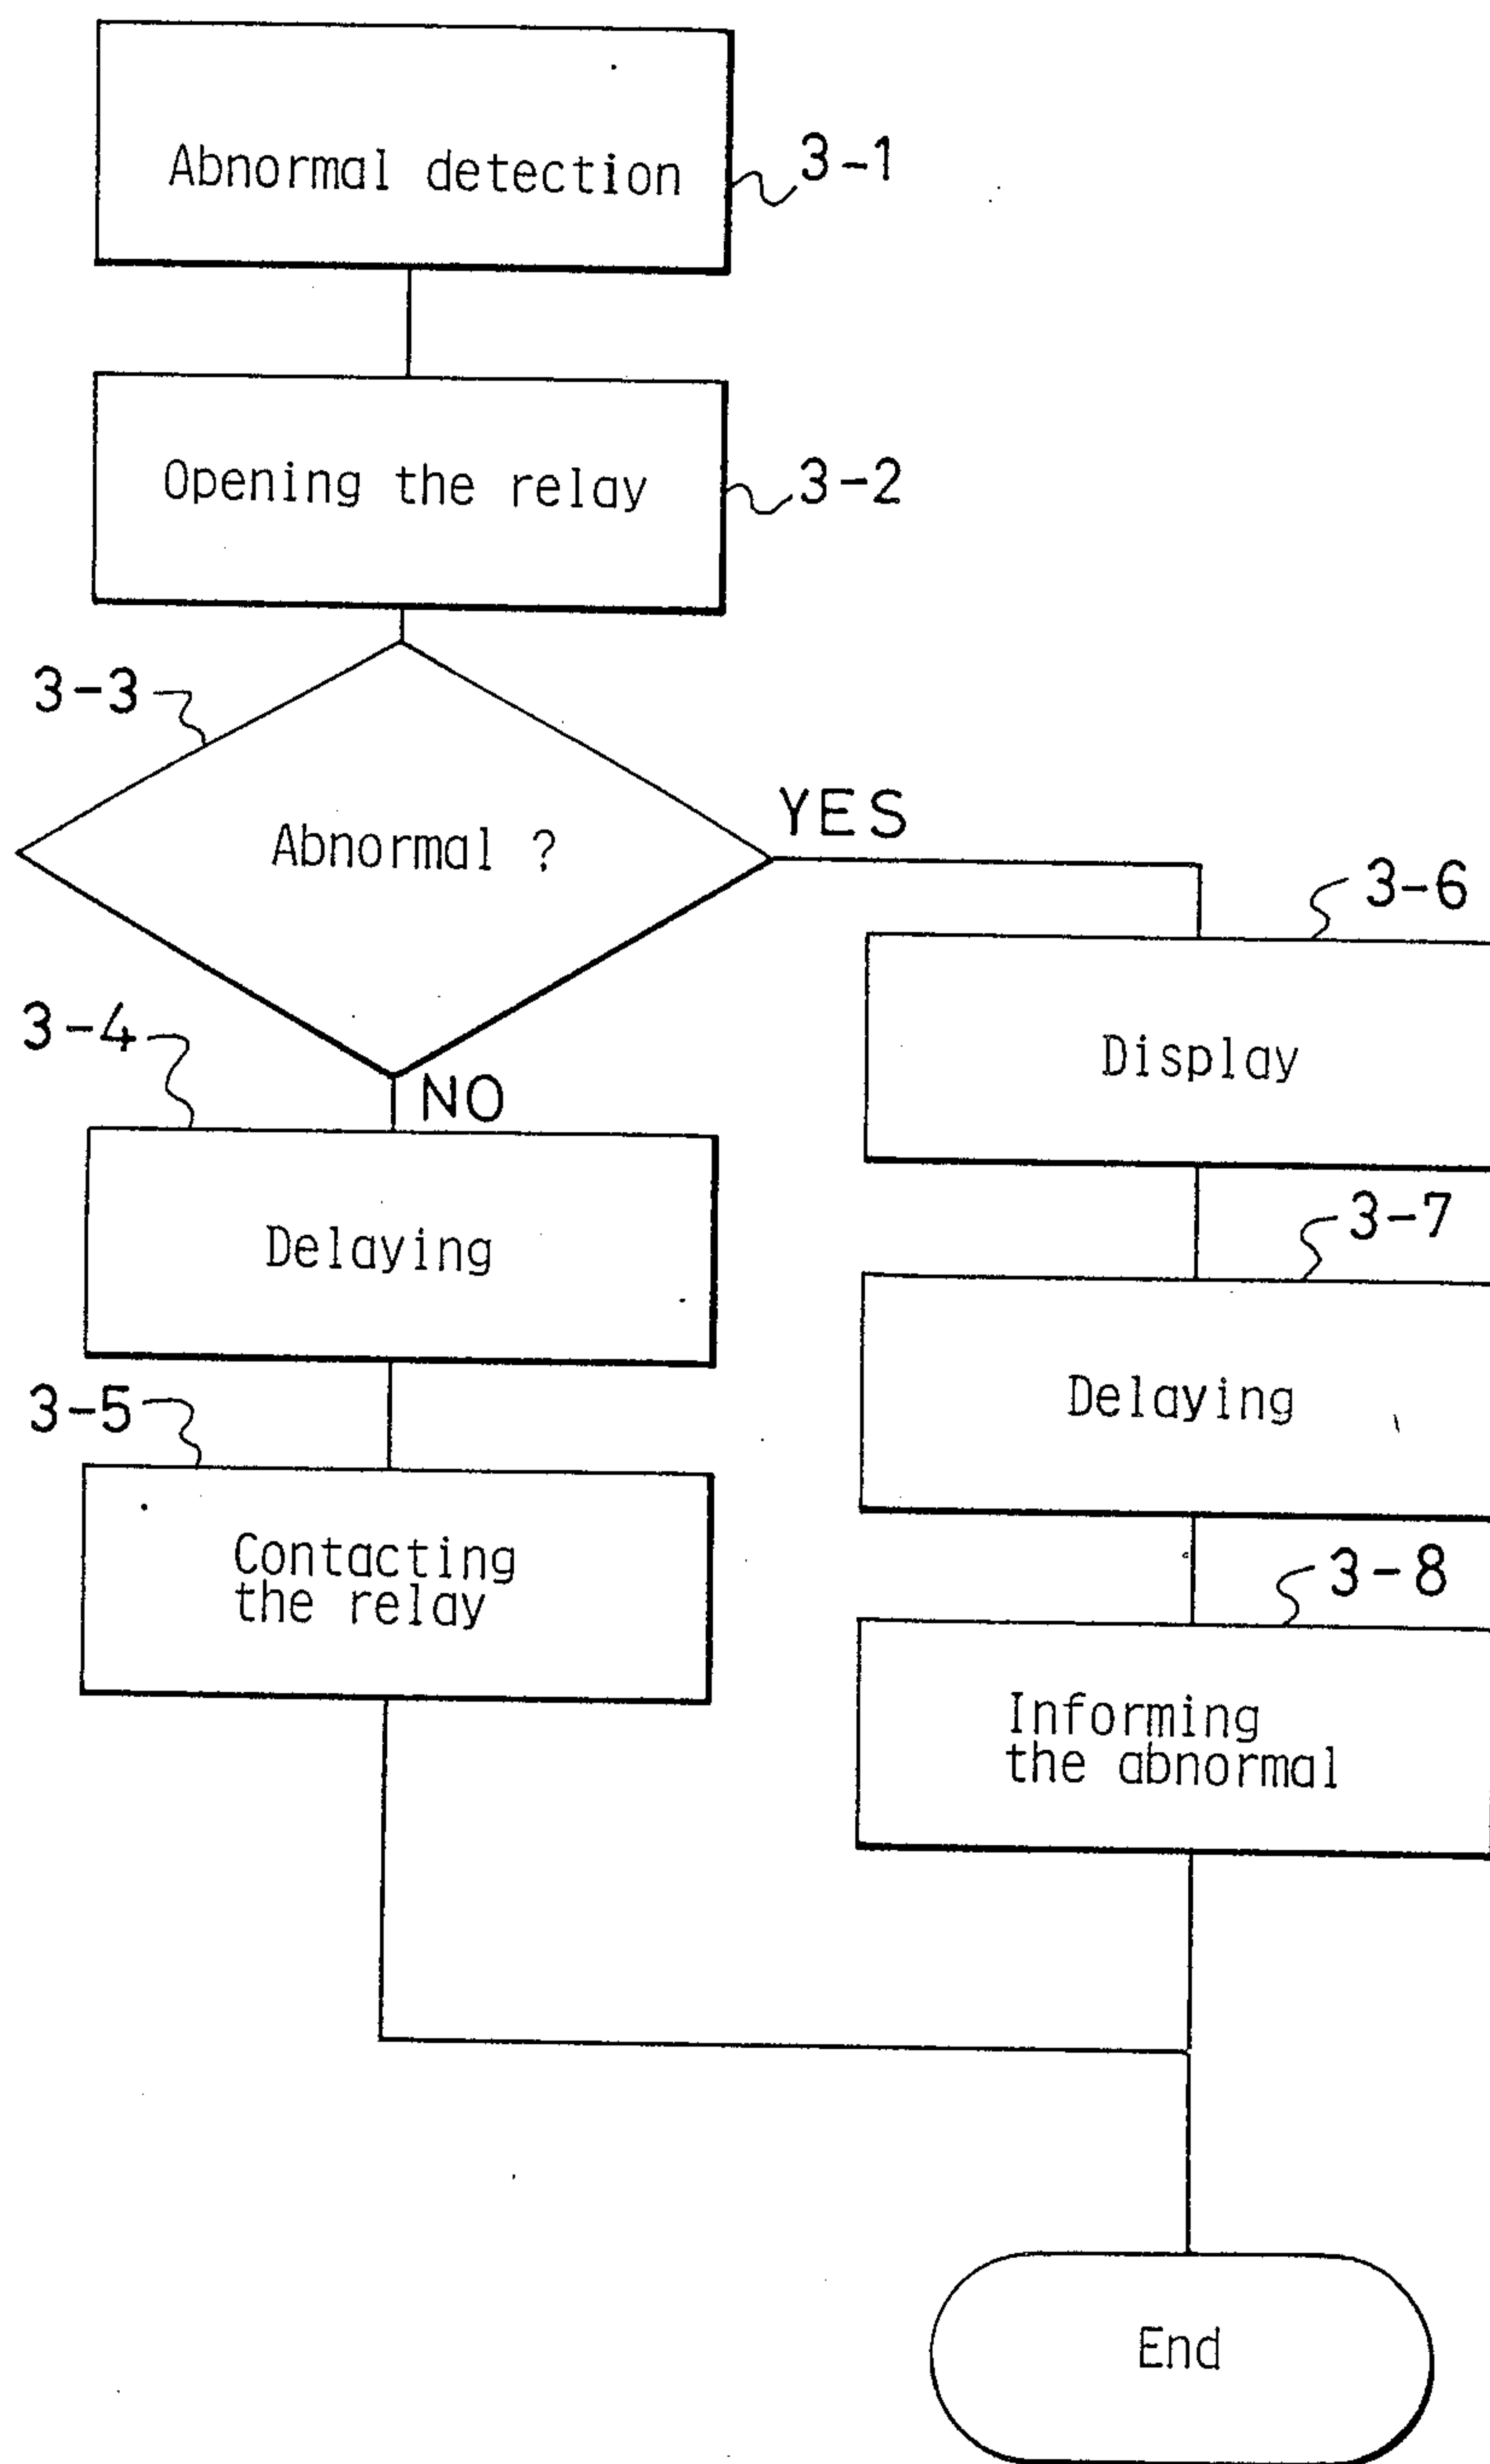 Abnormal detection
3-1
Opening the relay
3-2
3-3
Abnormal ?
YES
3-6
Display
3-4
NO
Delaying
3-7
Delaying
3-5
Contacting
the relay
3-8
Informing
the abnormal
End